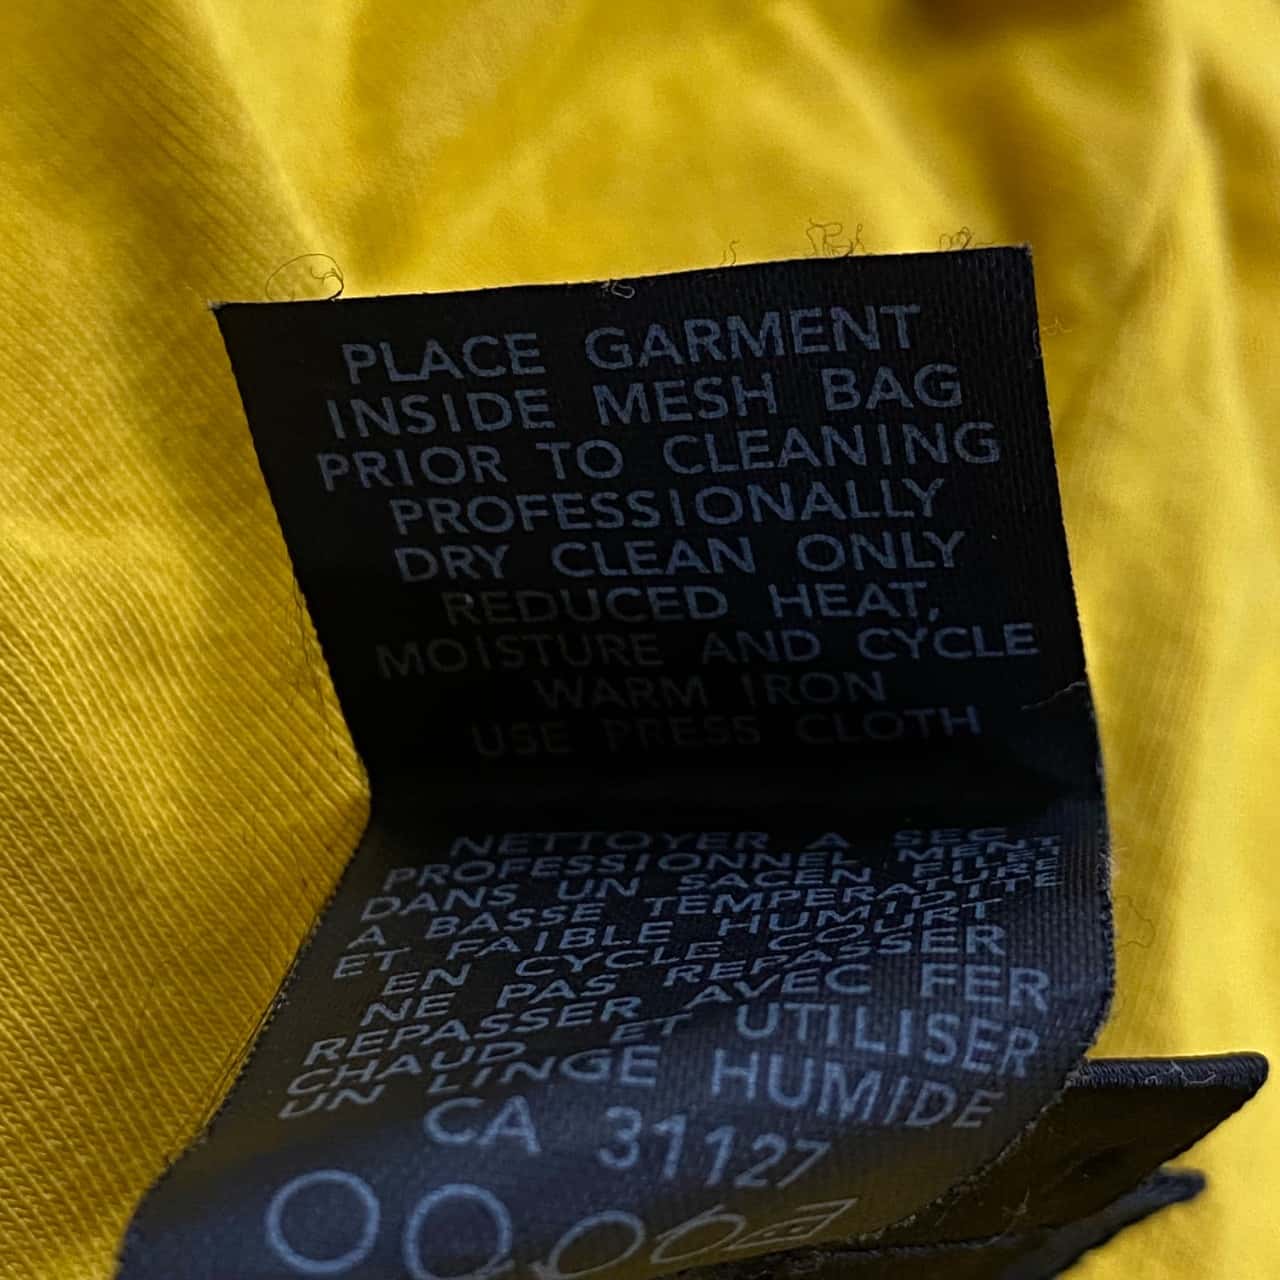 PLACE GARMENT
INSIDE MESH BAG
PRIOR TO CLEANING
PROFESSIONALLY
DRY CLEAN ONLY
REDUCED HEAT,
MOISTURE AND CYCLE
WARM IRON
USE PRESS CLOTH
NETTOYER A SEC
PROFESSIONNEL MENT
DANS UN SAC EN FILET
A BASSE TEMPERATURE
ET FAIBLE HUMIDITE
EN CYCLE COURT
NE PAS REPASSER
REPASSER AVEC FER
CHAUD ET UTILISER
UN LINGE HUMIDE
CA 31127